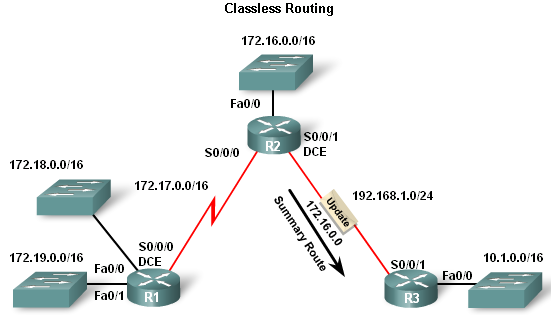 Classless Routing
172.16.0.0/16
Fa0/0
R2
S0/0/1
DCE
S0/0/0
172.18.0.0/16
172.17.0.0/16
192.168.1.0/24
Update
172.16.0.0
Summary Route
172.19.0.0/16
S0/0/0
DCE
Fa0/0
Fa0/1
R1
S0/0/1
R3
Fa0/0
10.1.0.0/16